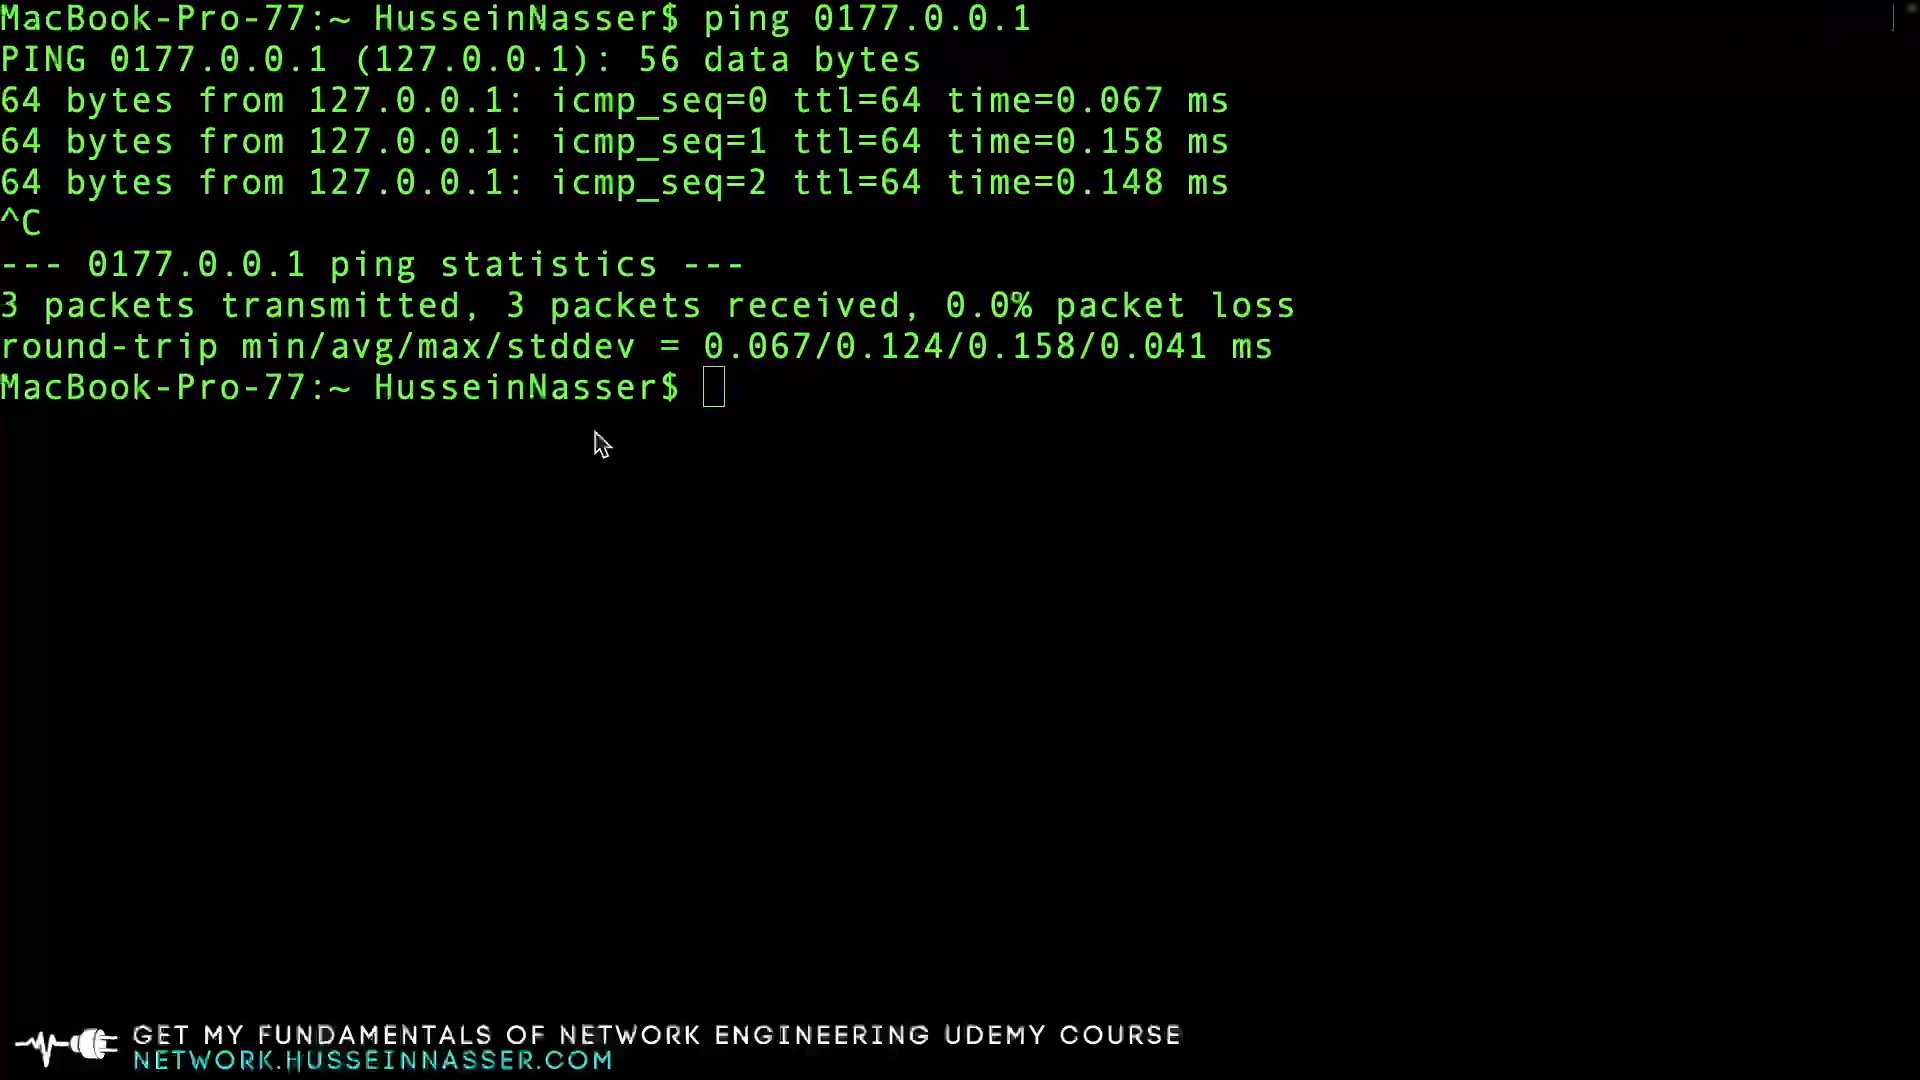 MacBook-Pro-77:~ HusseinNasser$ ping 0177.0.0.1
PING 0177.0.0.1 (127.0.0.1): 56 data bytes
64 bytes from 127.0.0.1: icmp_seq=0 ttl=64 time=0.067 ms
64 bytes from 127.0.0.1: icmp_seq=1 ttl=64 time=0.158 ms
64 bytes from 127.0.0.1: icmp_seq=2 ttl=64 time=0.148 ms
^C
--- 0177.0.0.1 ping statistics ---
3 packets transmitted, 3 packets received, 0.0% packet loss
round-trip min/avg/max/stddev = 0.067/0.124/0.158/0.041 ms
MacBook-Pro-77:~ HusseinNasser$
GET MY FUNDAMENTALS OF NETWORK ENGINEERING UDEMY COURSE
NETWORK.HUSSEINNASSER.COM